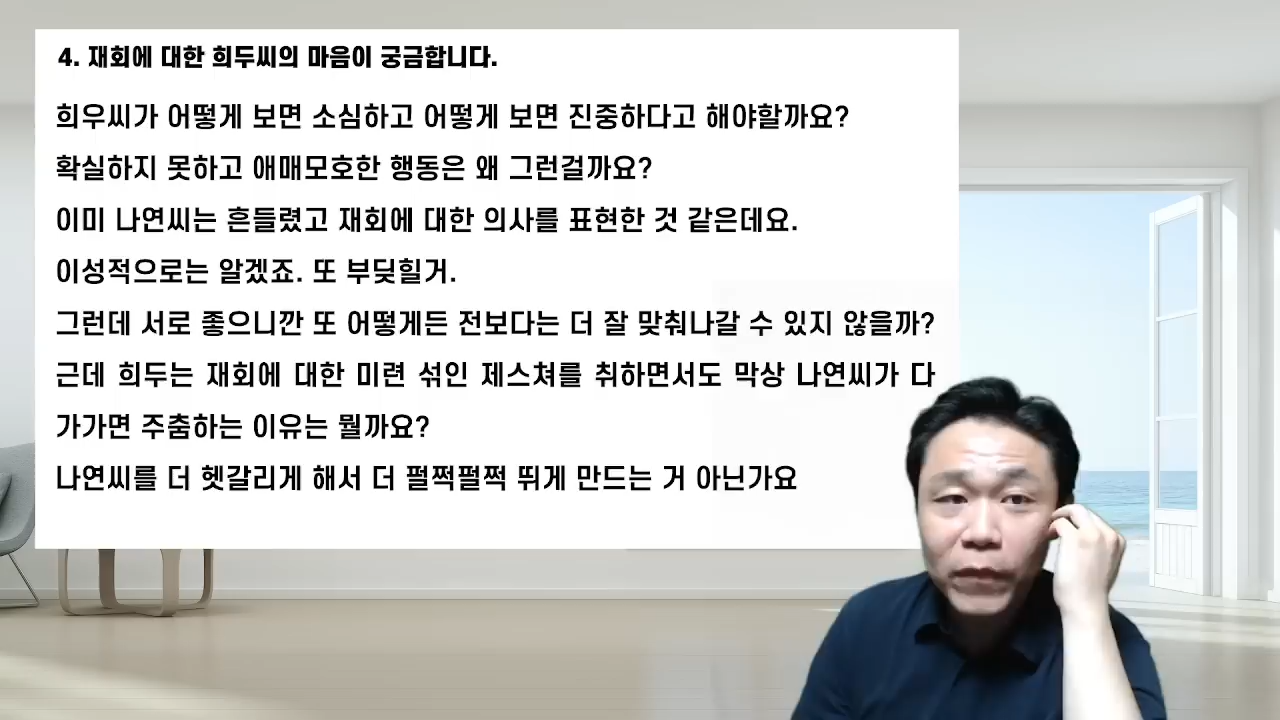 4. 재회에 대한 희두씨의 마음이 궁금합니다.
희우씨가 어떻게 보면 소심하고 어떻게 보면 진중하다고 해야할까요?
확실하지 못하고 애매모호한 행동은 왜 그런걸까요?
이미 나연씨는 흔들렸고 재회에 대한 의사를 표현한 것 같은데요.
이성적으로는 알겠죠. 또 부딪힐거.
그런데 서로 좋으니깐 또 어떻게든 전보다는 더 잘 맞춰나갈 수 있지 않을까?
근데 희두는 재회에 대한 미련 섞인 제스쳐를 취하면서도 막상 나연씨가 다
가가면 주춤하는 이유는 뭘까요?
나연씨를 더 헷갈리게 해서 더 펄쩍펄쩍 뛰게 만드는 거 아닌가요